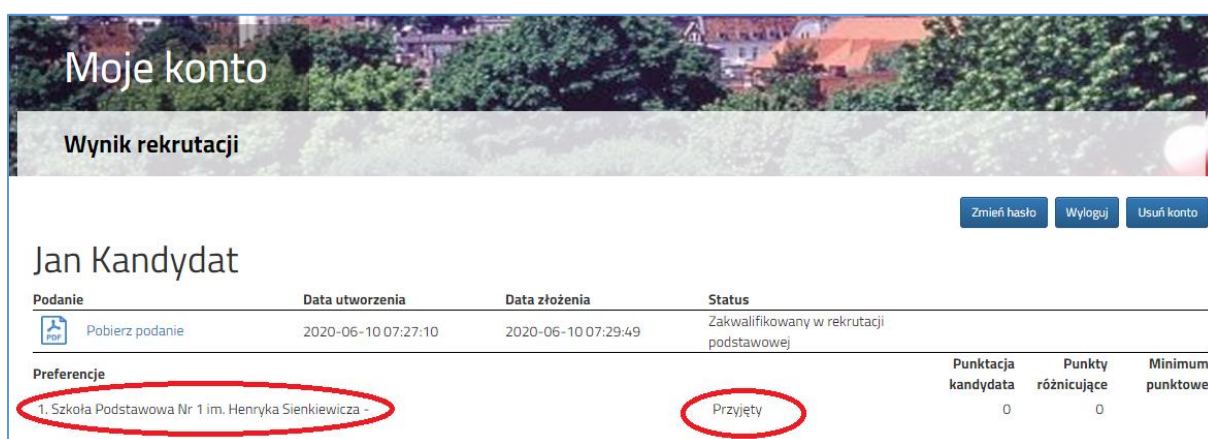 Moje konto
Wynik rekrutacji
Zmień hasło Wyloguj Usuń konto
Jan Kandydat
Podanie Data utworzenia Data złożenia Status
PDF Pobierz podanie 2020-06-10 07:27:10 2020-06-10 07:29:49 Zakwalifikowany w rekrutacji
podstawowej
Preferencje Punktacja Punkty Minimum
kandydata różnicujące punktowe
1. Szkoła Podstawowa Nr 1 im. Henryka Sienkiewicza - Przyjęty 0 0